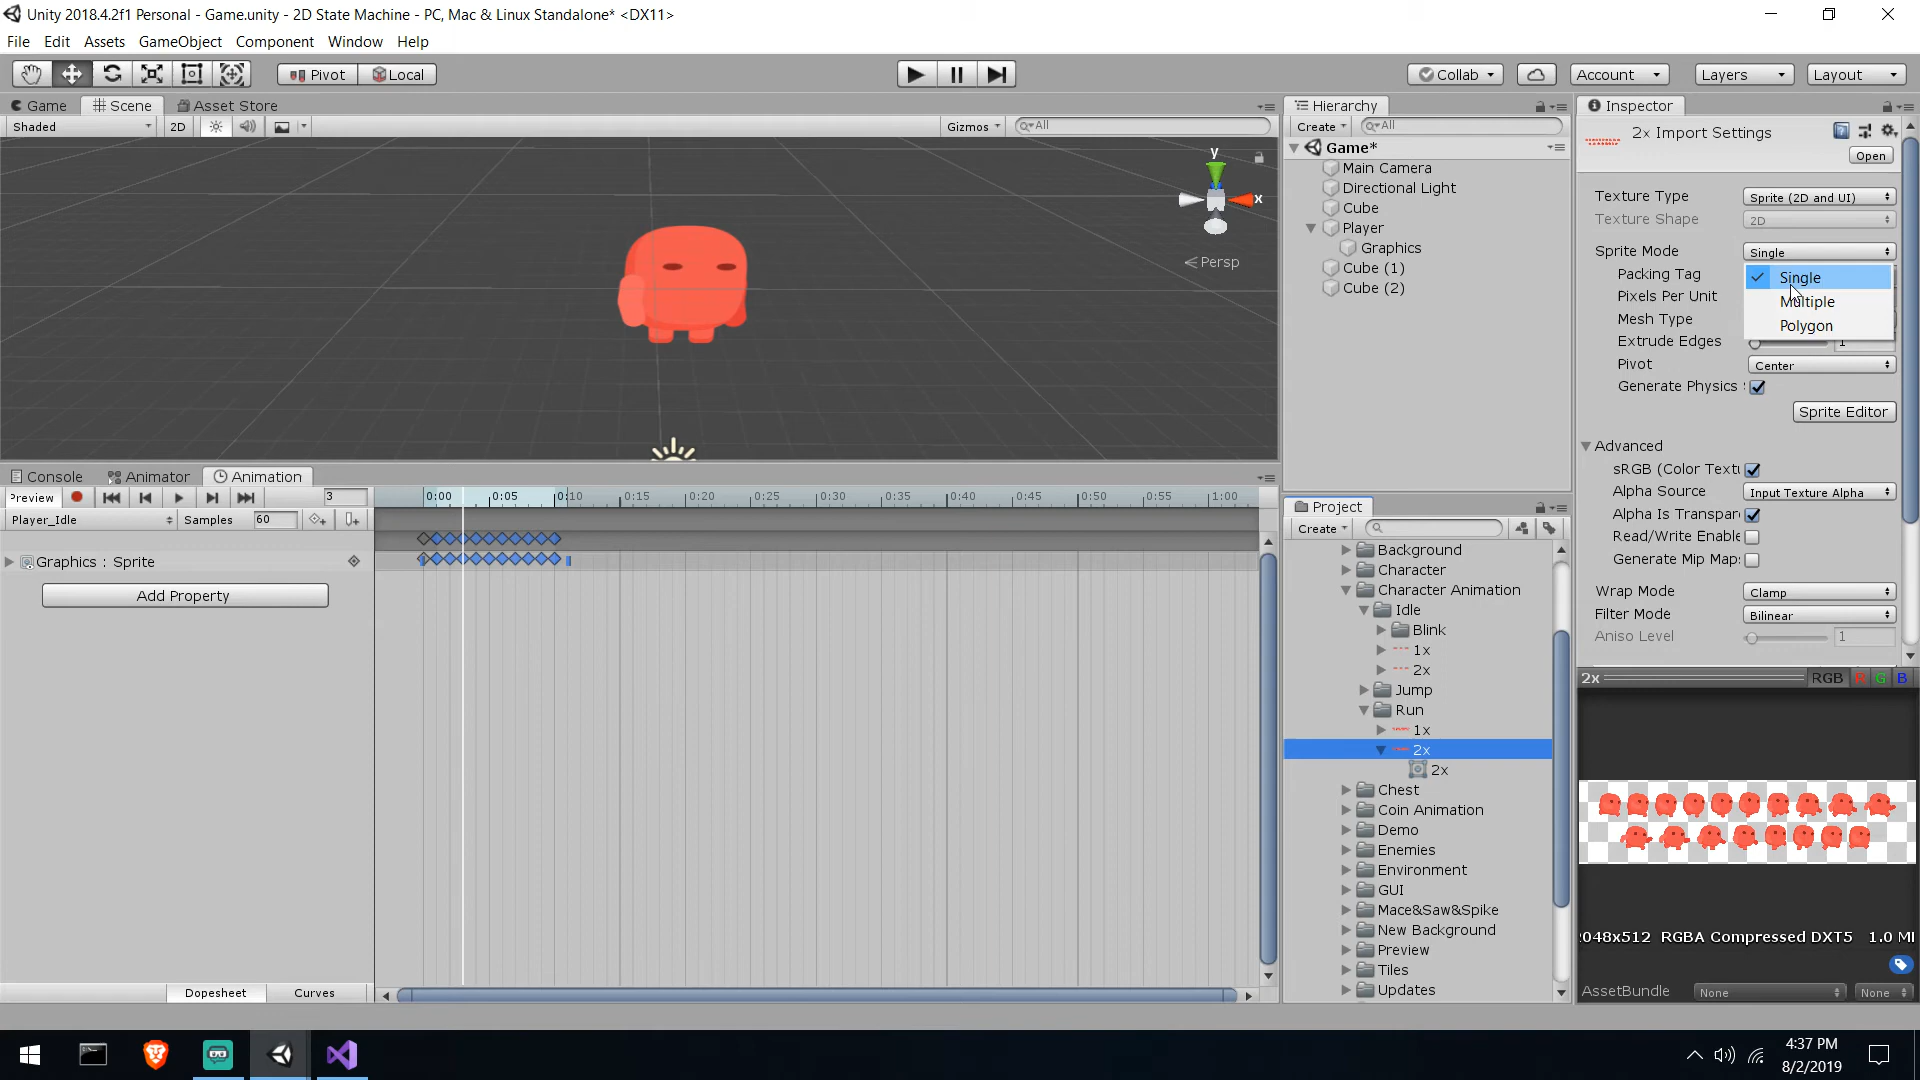 Unity 2018.4.2f1 Personal - Game.unity - 2D State Machine - PC, Mac & Linux Standalone* <DX11>
File Edit Assets GameObject Component Window Help
Pivot Local Collab Account Layers Layout
Game Scene Asset Store
Shaded 2D Gizmos All
y
x
Persp
Hierarchy
Create All
Game*
Main Camera
Directional Light
Cube
Player
Graphics
Cube (1)
Cube (2)
Inspector
2x Import Settings
Open
Texture Type Sprite (2D and UI)
Texture Shape 2D
Sprite Mode Single
Packing Tag
Single
Pixels Per Unit
Multiple
Mesh Type
Polygon
Extrude Edges 1
Pivot Center
Generate Physics
Sprite Editor
Advanced
sRGB (Color Textu
Alpha Source Input Texture Alpha
Alpha Is Transpar
Read/Write Enable
Generate Mip Map
Wrap Mode Clamp
Filter Mode Bilinear
Aniso Level 1
Console Animator Animation
Preview 3 0:00 0:05 0:10 0:15 0:20 0:25 0:30 0:35 0:40 0:45 0:50 0:55 1:00
Player_Idle Samples 60
Graphics : Sprite
Add Property
Dopesheet Curves
Project
Create
Background
Character
Character Animation
Idle
Blink
1x
2x
Jump
Run
1x
2x
2x
Chest
Coin Animation
Demo
Enemies
Environment
GUI
Mace&Saw&Spike
New Background
Preview
Tiles
Updates
2x RGB R G B
2048x512 RGBA Compressed DXT5 1.0 MI
AssetBundle None None
4:37 PM
8/2/2019